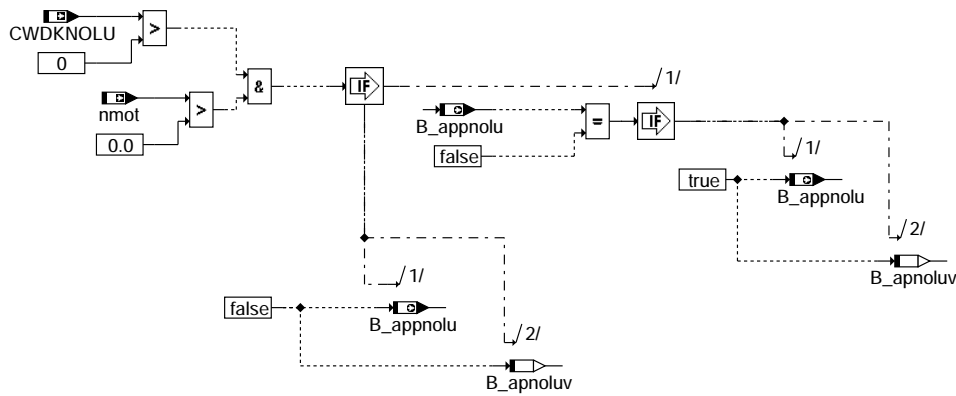 CWDKNOLU
>
0
nmot
>
0.0
&
IF
/1/
B_appnolu
false
=
IF
/1/
true
B_appnolu
/2/
B_apnoluv
/1/
false
B_appnolu
/2/
B_apnoluv